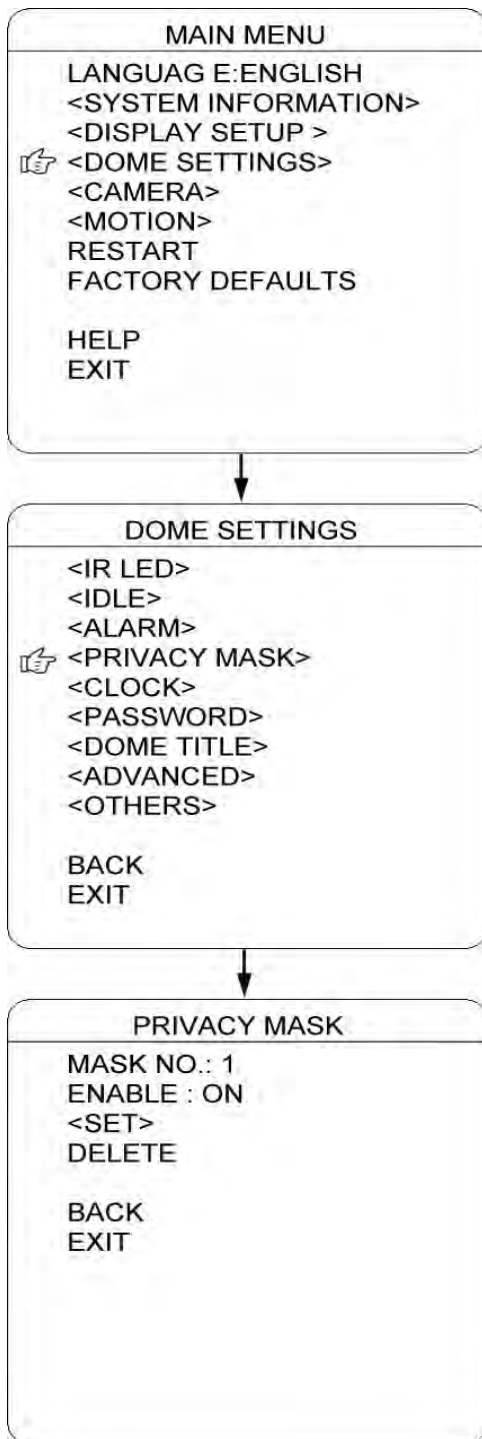 MAIN MENU
LANGUAG E:ENGLISH
<SYSTEM INFORMATION>
<DISPLAY SETUP >
<DOME SETTINGS>
<CAMERA>
<MOTION>
RESTART
FACTORY DEFAULTS
HELP
EXIT
DOME SETTINGS
<IR LED>
<IDLE>
<ALARM>
<PRIVACY MASK>
<CLOCK>
<PASSWORD>
<DOME TITLE>
<ADVANCED>
<OTHERS>
BACK
EXIT
PRIVACY MASK
MASK NO.: 1
ENABLE : ON
<SET>
DELETE
BACK
EXIT